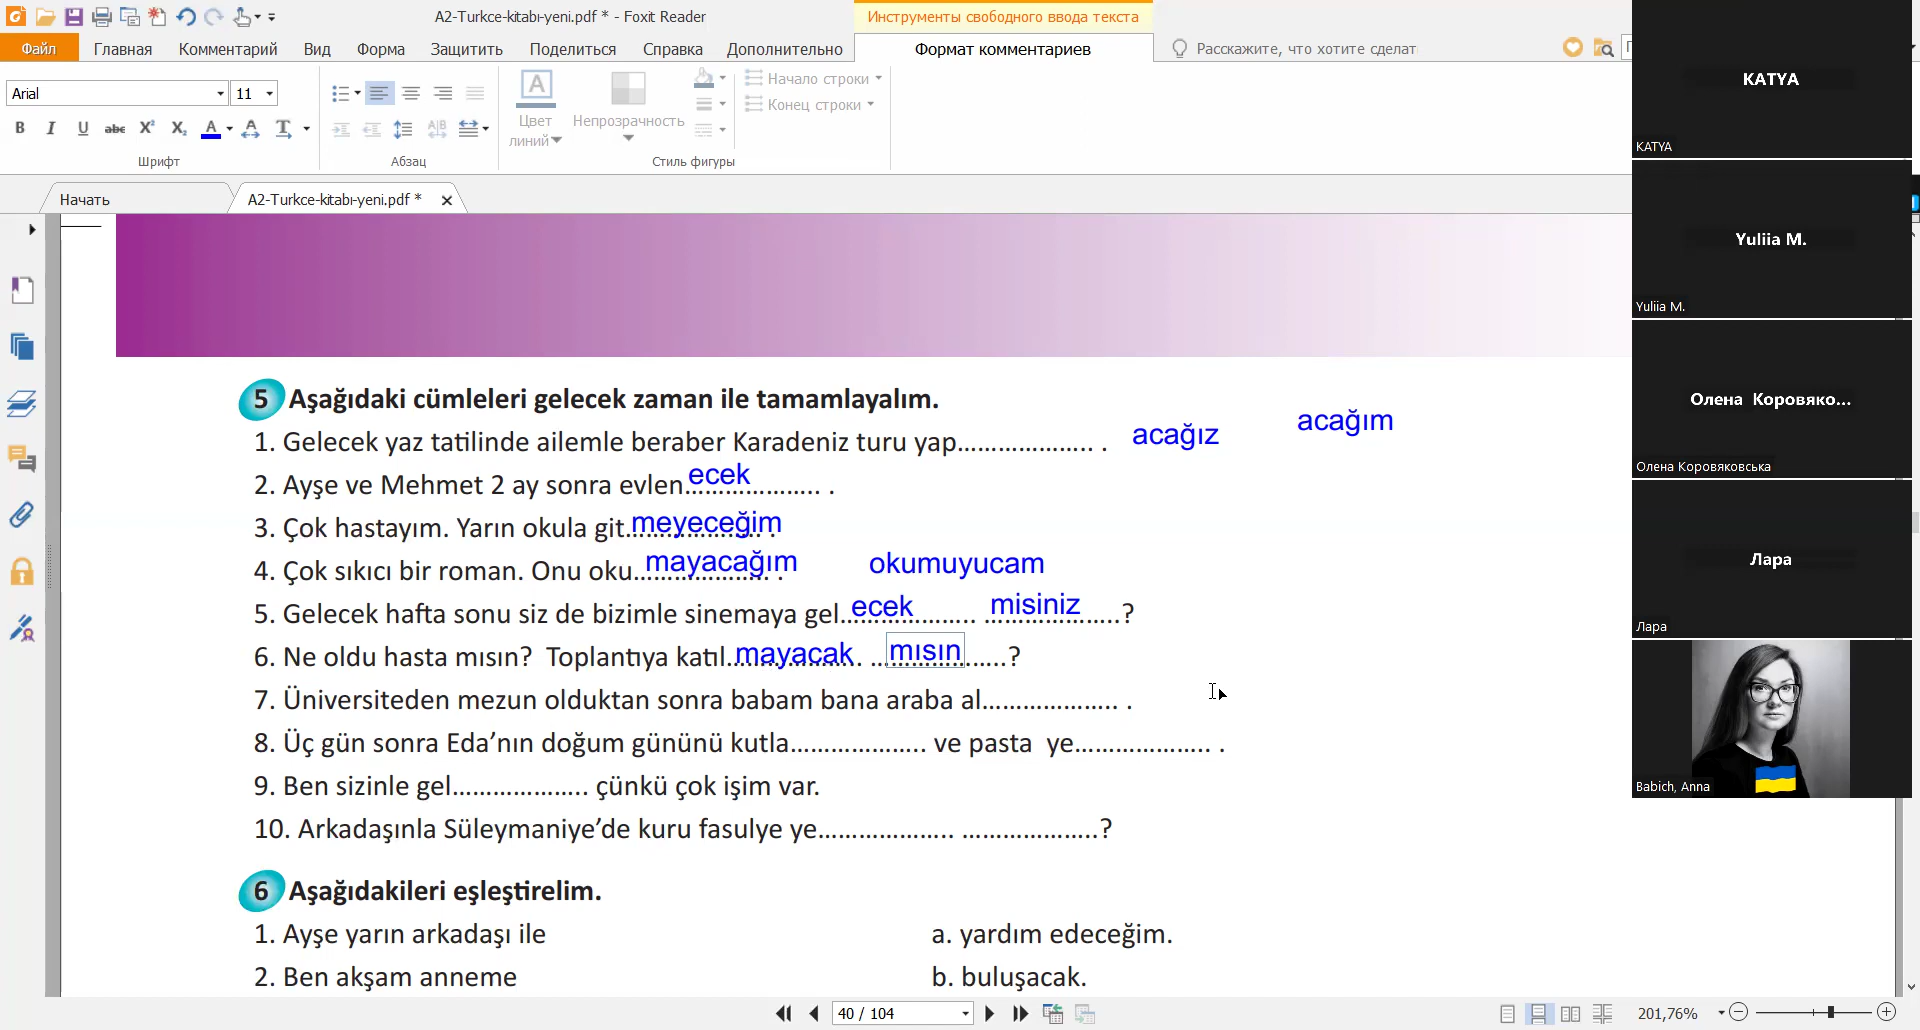 A2-Turkce-kitabı-yeni.pdf * - Foxit Reader
Инструменты свободного ввода текста
Файл Главная Комментарий Вид Форма Защитить Поделиться Справка Дополнительно Формат комментариев Расскажите, что хотите сделат
Arial 11
Начало строки
Конец строки
Цвет линий
Непрозрачность
Шрифт Абзац Стиль фигуры
Начать A2-Turkce-kitabı-yeni.pdf *
5 Aşağıdaki cümleleri gelecek zaman ile tamamlayalım.
1. Gelecek yaz tatilinde ailemle beraber Karadeniz turu yap.................... . acağız acağım
2. Ayşe ve Mehmet 2 ay sonra evlen.................... . ecek
3. Çok hastayım. Yarın okula git.................... . meyeceğim
4. Çok sıkıcı bir roman. Onu oku.................... . mayacağım okumuyucam
5. Gelecek hafta sonu siz de bizimle sinemaya gel.................... ....................? ecek misiniz
6. Ne oldu hasta mısın? Toplantıya katıl.................... ....................? mayacak mısın
7. Üniversiteden mezun olduktan sonra babam bana araba al.................... .
8. Üç gün sonra Eda’nın doğum gününü kutla.................... ve pasta ye.................... .
9. Ben sizinle gel.................... çünkü çok işim var.
10. Arkadaşınla Süleymaniye’de kuru fasulye ye.................... ....................?
6 Aşağıdakileri eşleştirelim.
1. Ayşe yarın arkadaşı ile a. yardım edeceğim.
2. Ben akşam anneme b. buluşacak.
40 / 104
201,76%
KATYA
KATYA
Yuliia M.
Yuliia M.
Олена Коровяко...
Олена Коровяковська
Лара
Лара
Babich, Anna